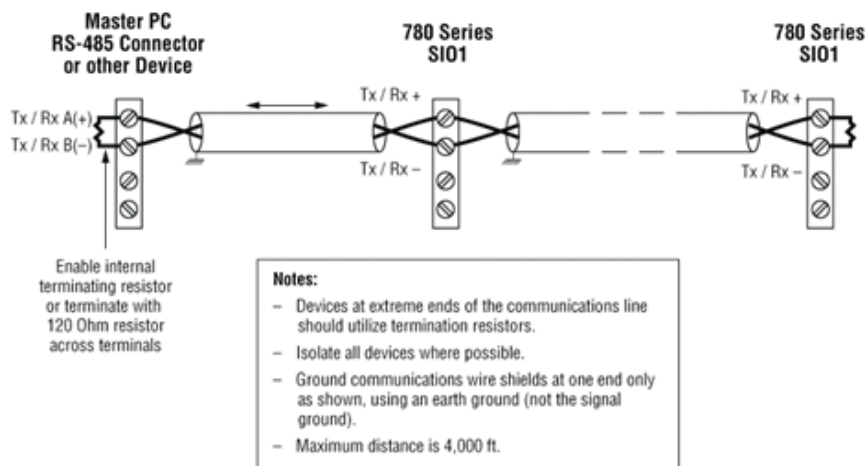 Master PC
RS-485 Connector
or other Device
780 Series
SIO1
780 Series
SIO1
Tx / Rx A(+)
Tx / Rx B(–)
Tx / Rx +
Tx / Rx –
Tx / Rx +
Tx / Rx –
Enable internal
terminating resistor
or terminate with
120 Ohm resistor
across terminals
Notes:
– Devices at extreme ends of the communications line
should utilize termination resistors.
– Isolate all devices where possible.
– Ground communications wire shields at one end only
as shown, using an earth ground (not the signal
ground).
– Maximum distance is 4,000 ft.